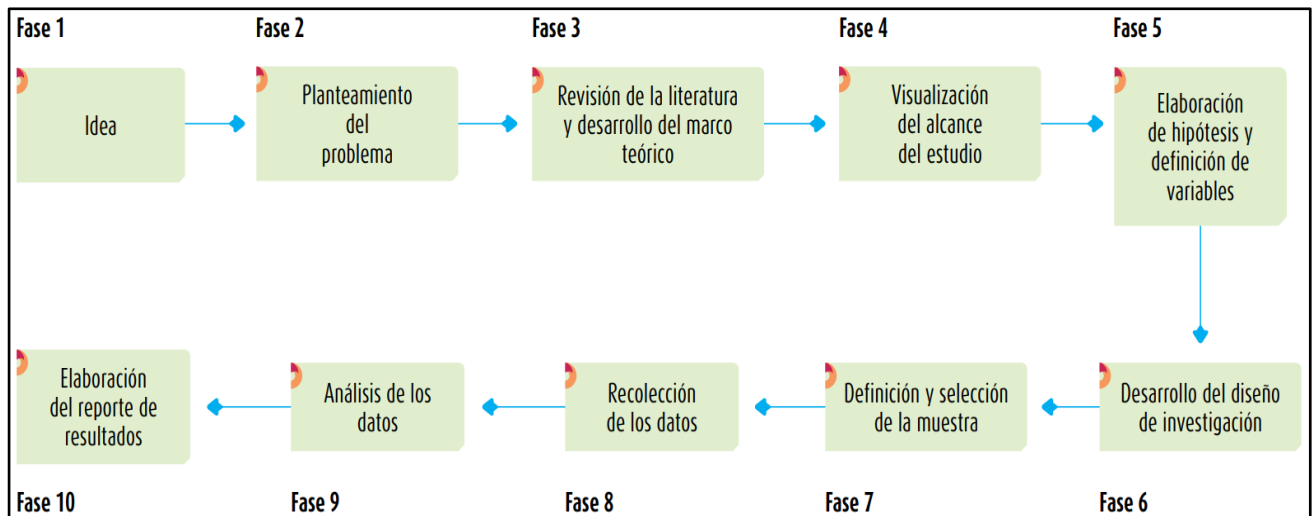 Fase 1
Fase 2
Fase 3
Fase 4
Fase 5
Idea
Planteamiento
del
problema
Revisión de la literatura
y desarrollo del marco
teórico
Visualización
del alcance
del estudio
Elaboración
de hipótesis y
definición de
variables
Elaboración
del reporte de
resultados
Análisis de los
datos
Recolección
de los datos
Definición y selección
de la muestra
Desarrollo del diseño
de investigación
Fase 10
Fase 9
Fase 8
Fase 7
Fase 6